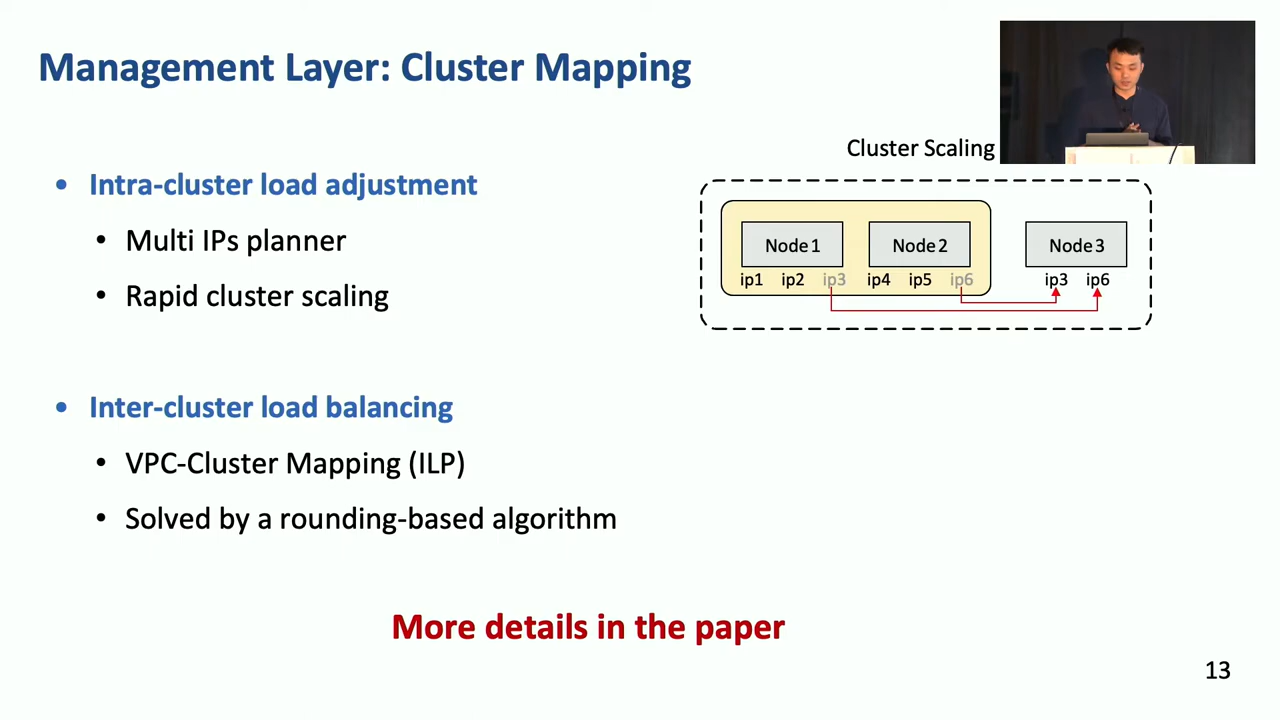 Management Layer: Cluster Mapping
• Intra-cluster load adjustment
• Multi IPs planner
• Rapid cluster scaling
Cluster Scaling
Node 1 Node 2 Node 3
ip1 ip2 ip3 ip4 ip5 ip6 ip3 ip6
• Inter-cluster load balancing
• VPC-Cluster Mapping (ILP)
• Solved by a rounding-based algorithm
More details in the paper
13